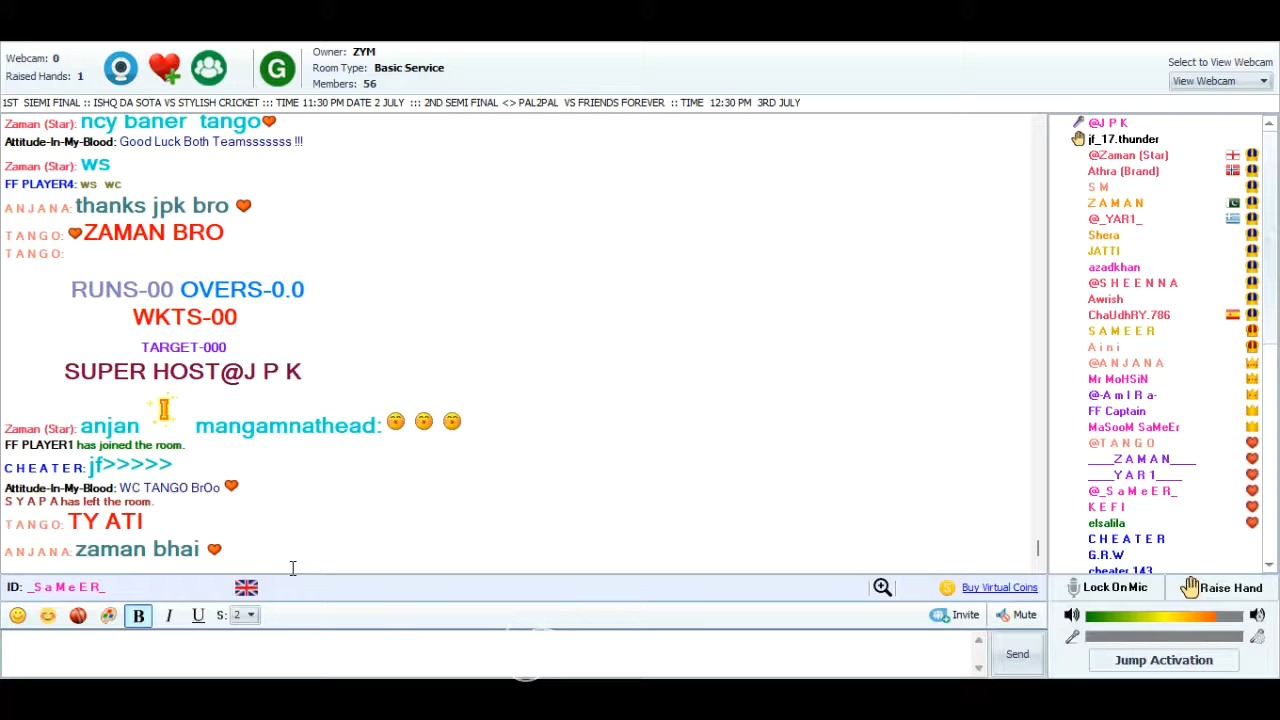 Webcam: 0
Raised Hands: 1
G
Owner: ZYM
Room Type: Basic Service
Members: 56
Select to View Webcam
View Webcam
1ST SIEMI FINAL :: ISHQ DA SOTA VS STYLISH CRICKET ::: TIME 11:30 PM DATE 2 JULY ::: 2ND SEMI FINAL <> PAL2PAL VS FRIENDS FOREVER :: TIME 12:30 PM 3RD JULY
Zaman (Star): ncy baner tango
Attitude-In-My-Blood: Good Luck Both Teamsssssss !!!
Zaman (Star): ws
FF PLAYER4: ws wc
A N J A N A: thanks jpk bro
T A N G O: ZAMAN BRO
T A N G O:
RUNS-00 OVERS-0.0
WKTS-00
TARGET-000
SUPER HOST@J P K
Zaman (Star): anjan I mangamnathead:
FF PLAYER1 has joined the room.
C H E A T E R: jf>>>>>
Attitude-In-My-Blood: WC TANGO BrOo
S Y A P A has left the room.
T A N G O: TY ATI
A N J A N A: zaman bhai
@J P K
jf_17.thunder
@Zaman (Star)
Athra (Brand)
S M
Z A M A N
@_YAR1_
Shera
JATTI
azadkhan
@S H E E N N A
Awrish
ChaUdhRY.786
S A M E E R
A i n i
@A N J A N A
Mr MoHSiN
@-A m I R a-
FF Captain
MaSooM SaMeEr
@T A N G O
____Z A M A N____
____Y A R 1____
@_S a M e E R_
K E F I
elsalila
C H E A T E R
G.R.W
cheater 143
ID: _S a M e E R_
Buy Virtual Coins
Lock On Mic
Raise Hand
B I U S: 2
Invite
Mute
Send
Jump Activation